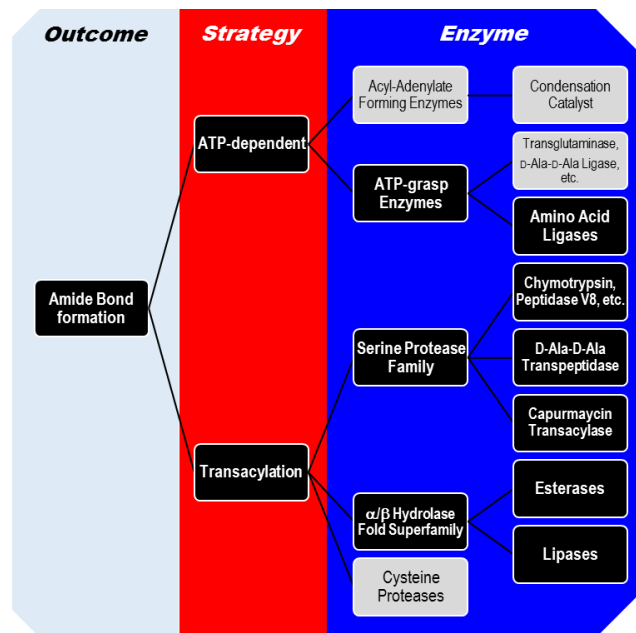 Outcome
Strategy
Enzyme
Acyl-Adenylate
Forming Enzymes
Condensation
Catalyst
ATP-dependent
Transglutaminase,
D-Ala-D-Ala Ligase,
etc.
ATP-grasp
Enzymes
Amino Acid
Ligases
Amide Bond
formation
Chymotrypsin,
Peptidase V8, etc.
Serine Protease
Family
D-Ala-D-Ala
Transpeptidase
Capurmaycin
Transacylase
Transacylation
α/β Hydrolase
Fold Superfamily
Esterases
Lipases
Cysteine
Proteases